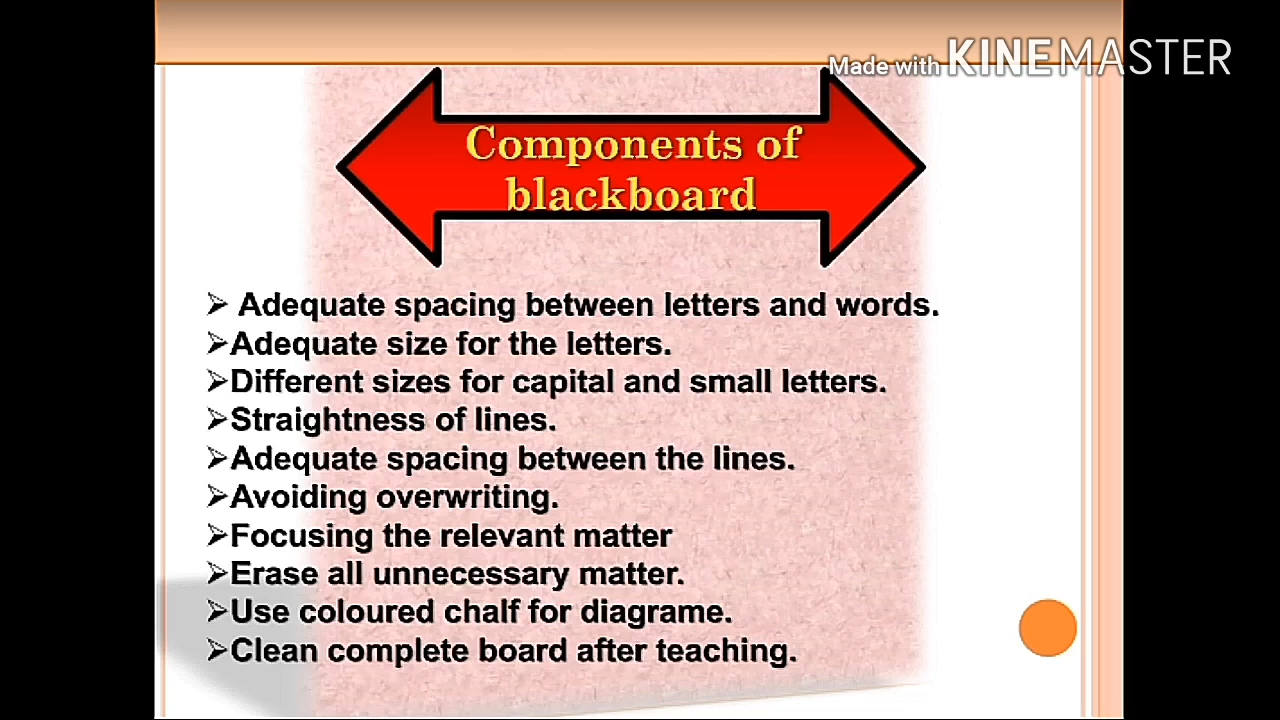 Made with KINEMASTER
Components of
blackboard
➢ Adequate spacing between letters and words.
➢Adequate size for the letters.
➢Different sizes for capital and small letters.
➢Straightness of lines.
➢Adequate spacing between the lines.
➢Avoiding overwriting.
➢Focusing the relevant matter
➢Erase all unnecessary matter.
➢Use coloured chalf for diagrame.
➢Clean complete board after teaching.